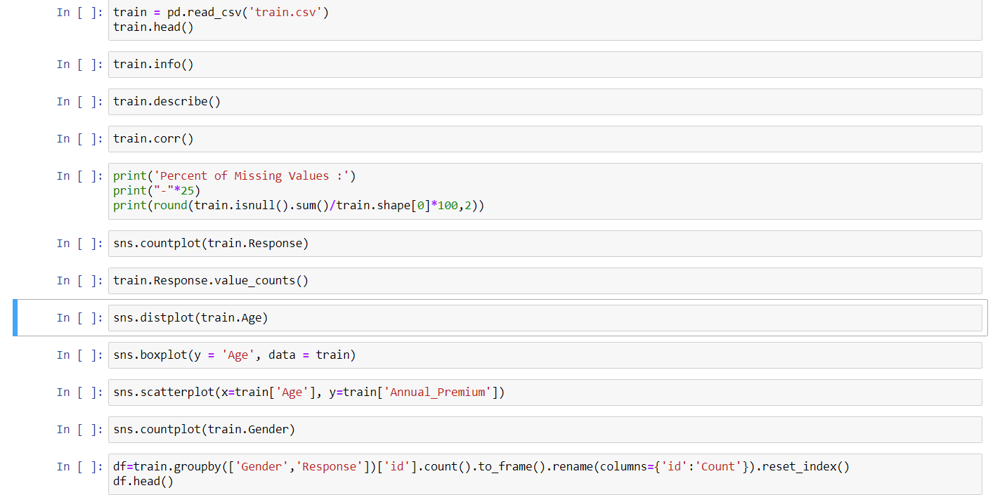 In [ ]: train = pd.read_csv('train.csv')
train.head()
In [ ]: train.info()
In [ ]: train.describe()
In [ ]: train.corr()
In [ ]: print('Percent of Missing Values :')
print("-"*25)
print(round(train.isnull().sum()/train.shape[0]*100,2))
In [ ]: sns.countplot(train.Response)
In [ ]: train.Response.value_counts()
In [ ]: sns.distplot(train.Age)
In [ ]: sns.boxplot(y = 'Age', data = train)
In [ ]: sns.scatterplot(x=train['Age'], y=train['Annual_Premium'])
In [ ]: sns.countplot(train.Gender)
In [ ]: df=train.groupby(['Gender','Response'])['id'].count().to_frame().rename(columns={'id':'Count'}).reset_index()
df.head()